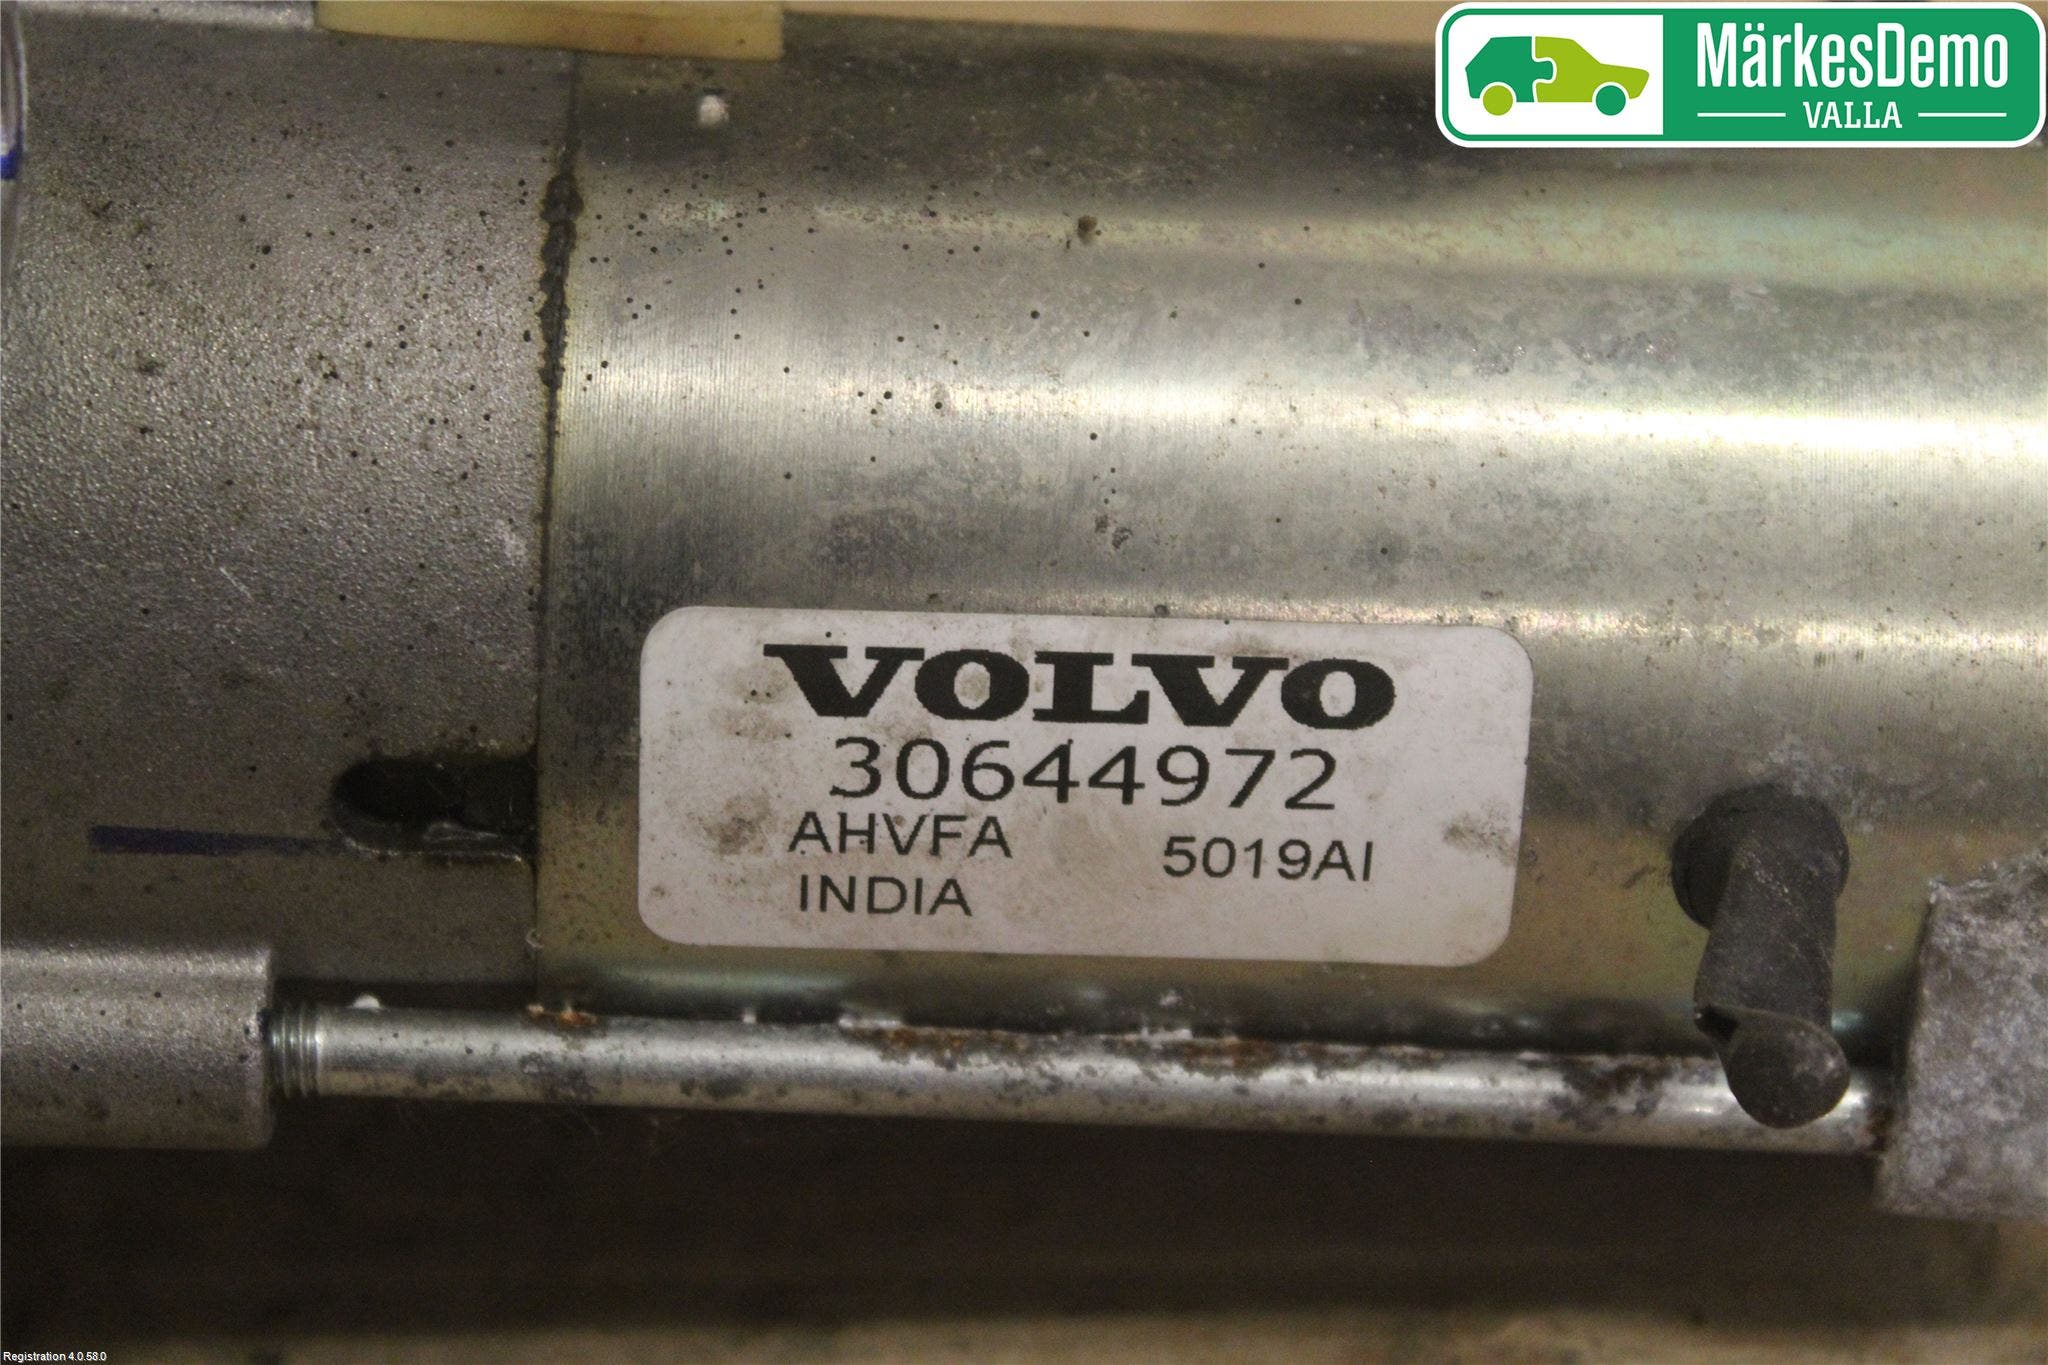 MärkesDemo
VALLA
VOLVO
30644972
AHVFA 5019AI
INDIA
Registration 4.0.58.0